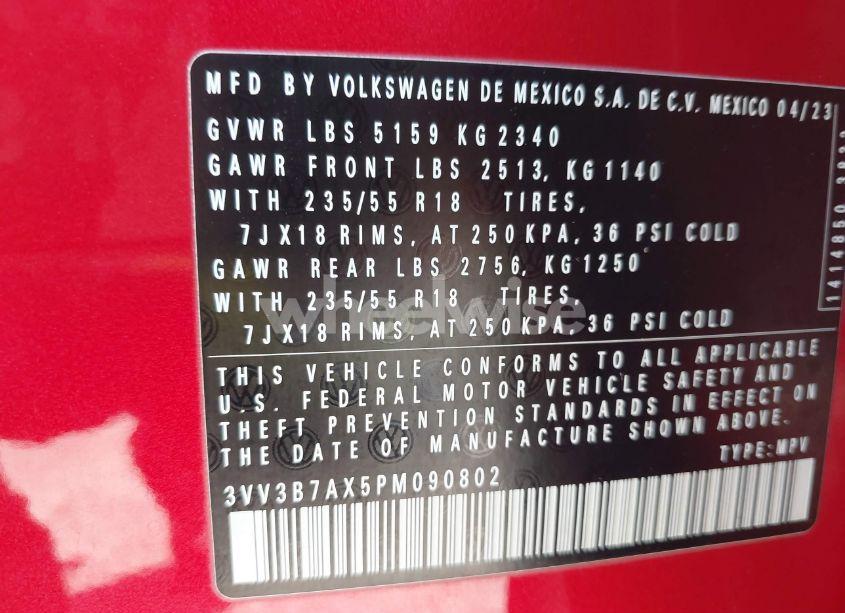 MFD BY VOLKSWAGEN DE MEXICO S.A. DE C.V. MEXICO 04/23
GVWR LBS 5159 KG 2340
GAWR FRONT LBS 2513, KG 1140
WITH 235/55 R18 TIRES,
7JX18 RIMS, AT 250 KPA, 36 PSI COLD
GAWR REAR LBS 2756, KG 1250
WITH 235/55 R18 TIRES,
7JX18 RIMS, AT 250 KPA, 36 PSI COLD
THIS VEHICLE CONFORMS TO ALL APPLICABLE
U.S. FEDERAL MOTOR VEHICLE SAFETY AND
THEFT PREVENTION STANDARDS IN EFFECT ON
THE DATE OF MANUFACTURE SHOWN ABOVE.
TYPE:MPV
3VV3B7AX5PM090802
1414850
wheelwise